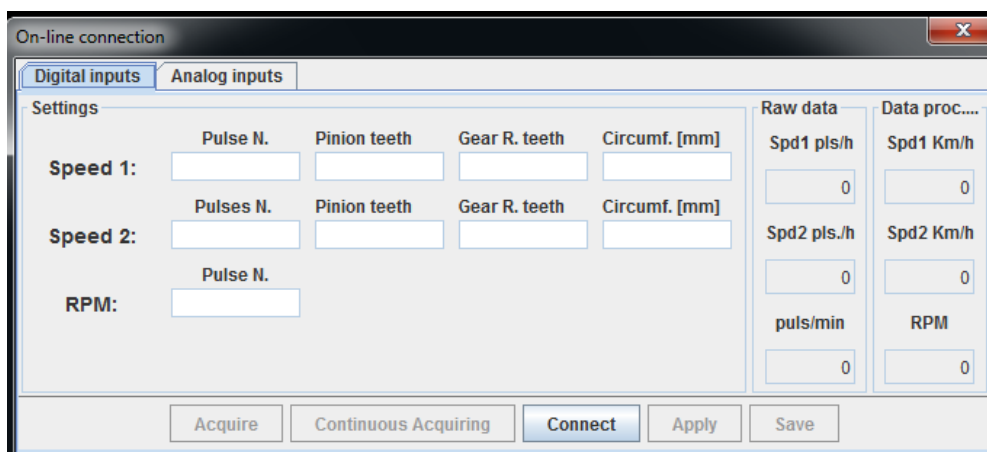 On-line connection
Digital inputs Analog inputs
Settings
Pulse N. Pinion teeth Gear R. teeth Circumf. [mm]
Speed 1:
Pulses N. Pinion teeth Gear R. teeth Circumf. [mm]
Speed 2:
Pulse N.
RPM:
Raw data
Spd1 pls/h
0
Spd2 pls./h
0
puls/min
0
Data proc....
Spd1 Km/h
0
Spd2 Km/h
0
RPM
0
Acquire Continuous Acquiring Connect Apply Save